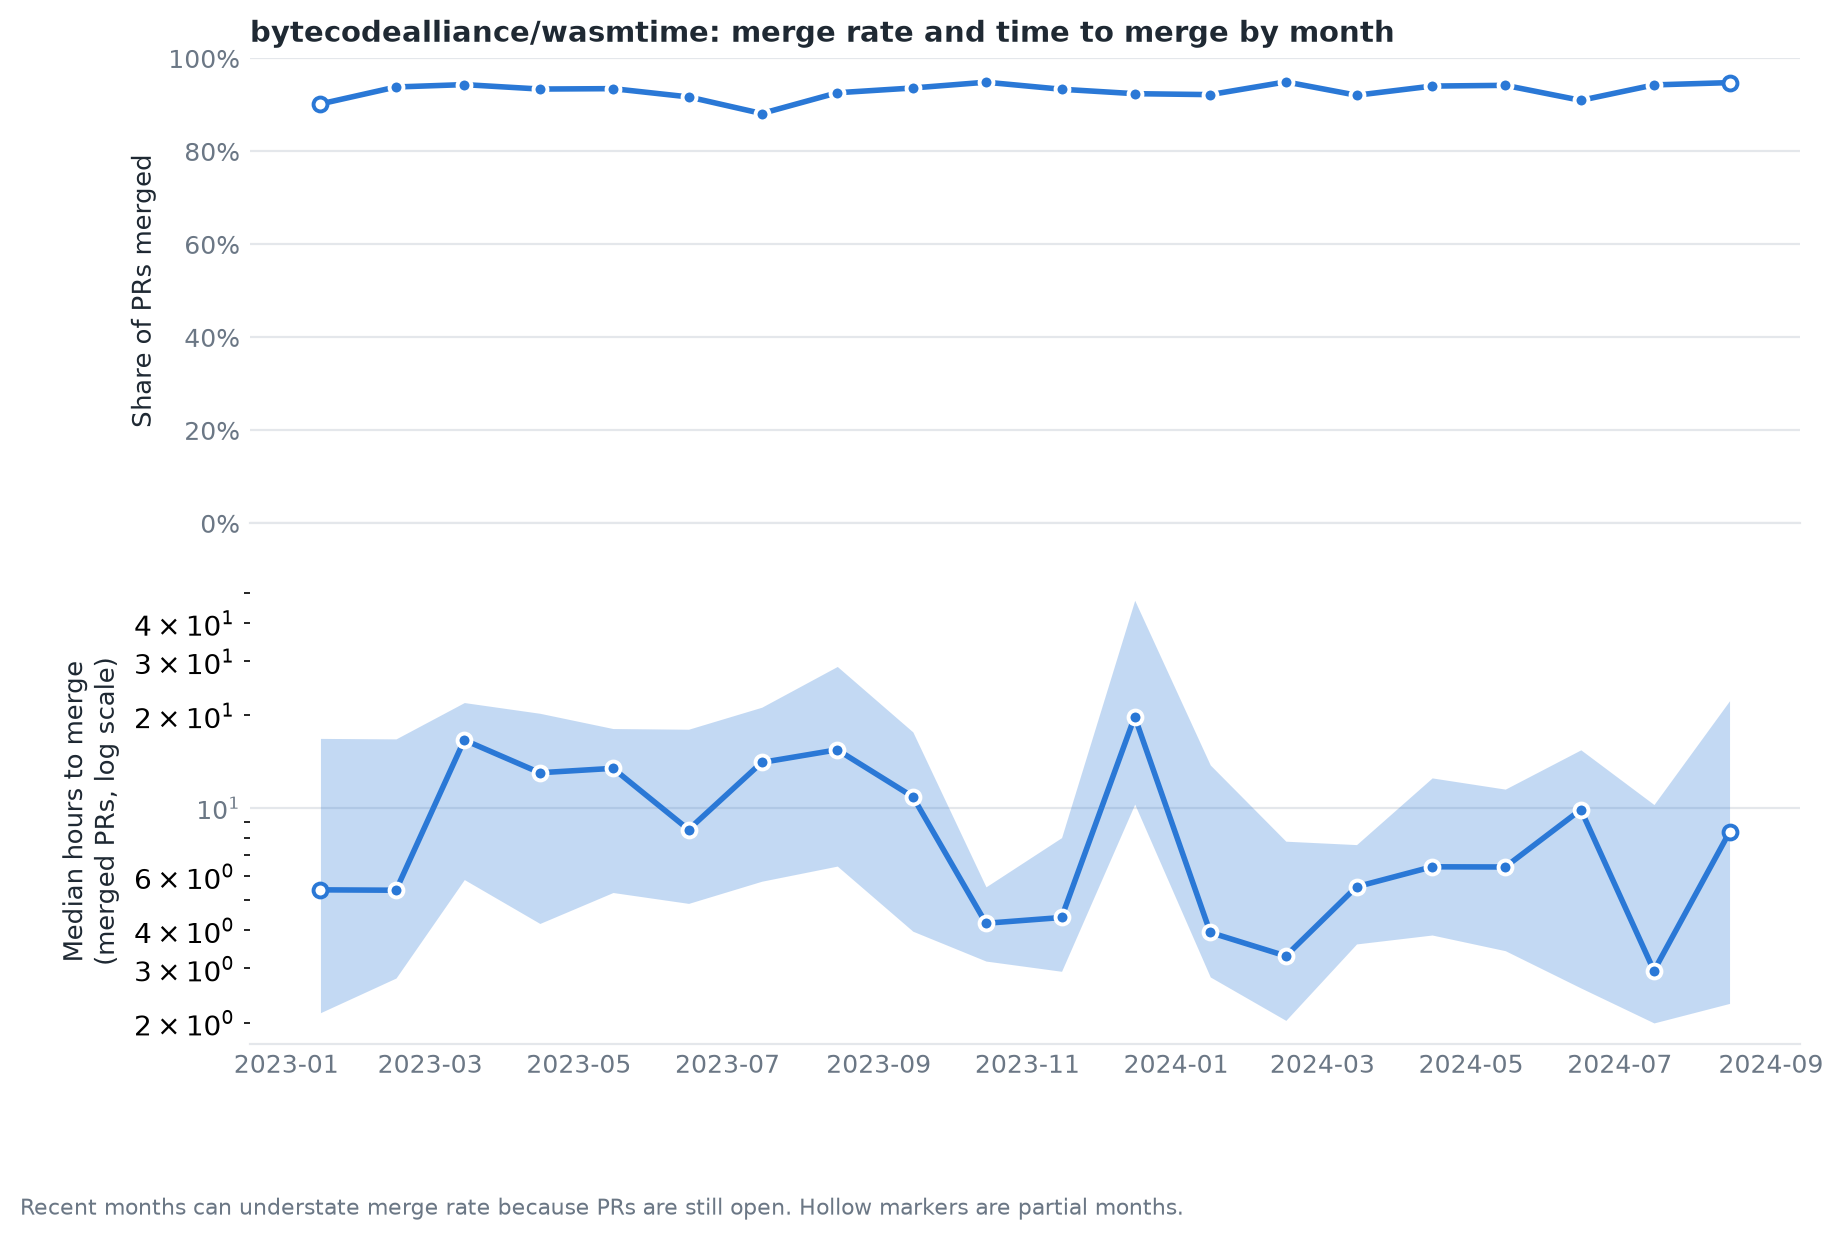 bytecodealliance/wasmtime: merge rate and time to merge by month
100%
80%
60%
40%
20%
0%
Share of PRs merged
4 × 10¹
3 × 10¹
2 × 10¹
10¹
6 × 10⁰
4 × 10⁰
3 × 10⁰
2 × 10⁰
Median hours to merge
(merged PRs, log scale)
2023-01 2023-03 2023-05 2023-07 2023-09 2023-11 2024-01 2024-03 2024-05 2024-07 2024-09
Recent months can understate merge rate because PRs are still open. Hollow markers are partial months.